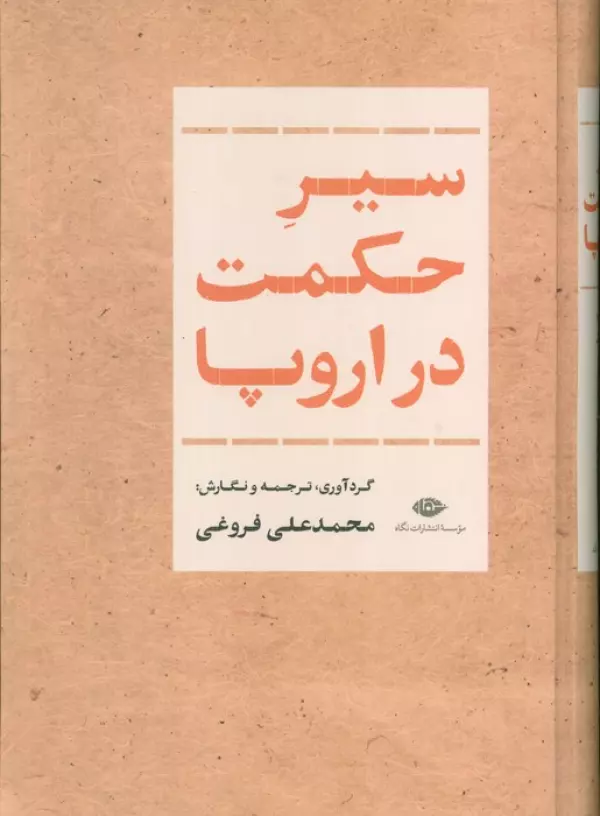 سیرِ
حکمت
در اروپا
گردآوری، ترجمه و نگارش:
محمدعلی فروغی
مؤسسهٔ انتشارات نگاه